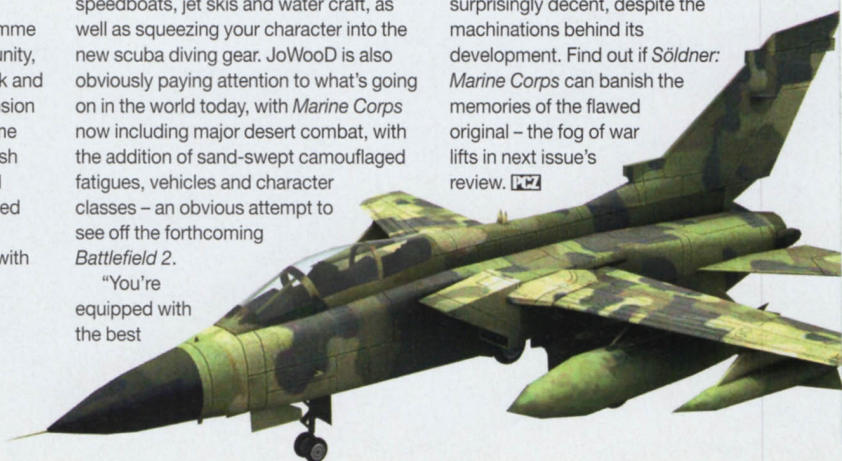 mme
unity,
k and
sion
me
sh
ed
with
speedboats, jet skis and water craft, as
well as squeezing your character into the
new scuba diving gear. JoWooD is also
obviously paying attention to what's going
on in the world today, with Marine Corps
now including major desert combat, with
the addition of sand-swept camouflaged
fatigues, vehicles and character
classes – an obvious attempt to
see off the forthcoming
Battlefield 2.
"You're
equipped with
the best
surprisingly decent, despite the
machinations behind its
development. Find out if Söldner:
Marine Corps can banish the
memories of the flawed
original – the fog of war
lifts in next issue's
review. PCZ